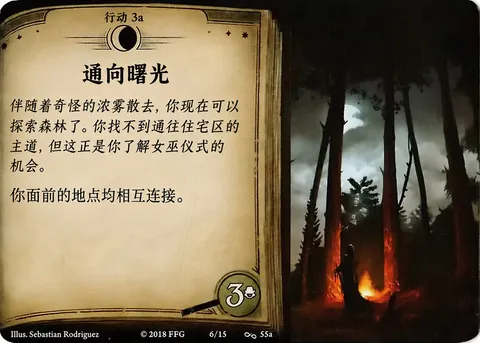 行动 3a
通向曙光
伴随着奇怪的浓雾散去，你现在可以
探索森林了。你找不到通往住宅区的
主道，但这正是你了解女巫仪式的
机会。
你面前的地点均相互连接。
3
Illus. Sebastian Rodriguez © 2018 FFG 6/15 55a